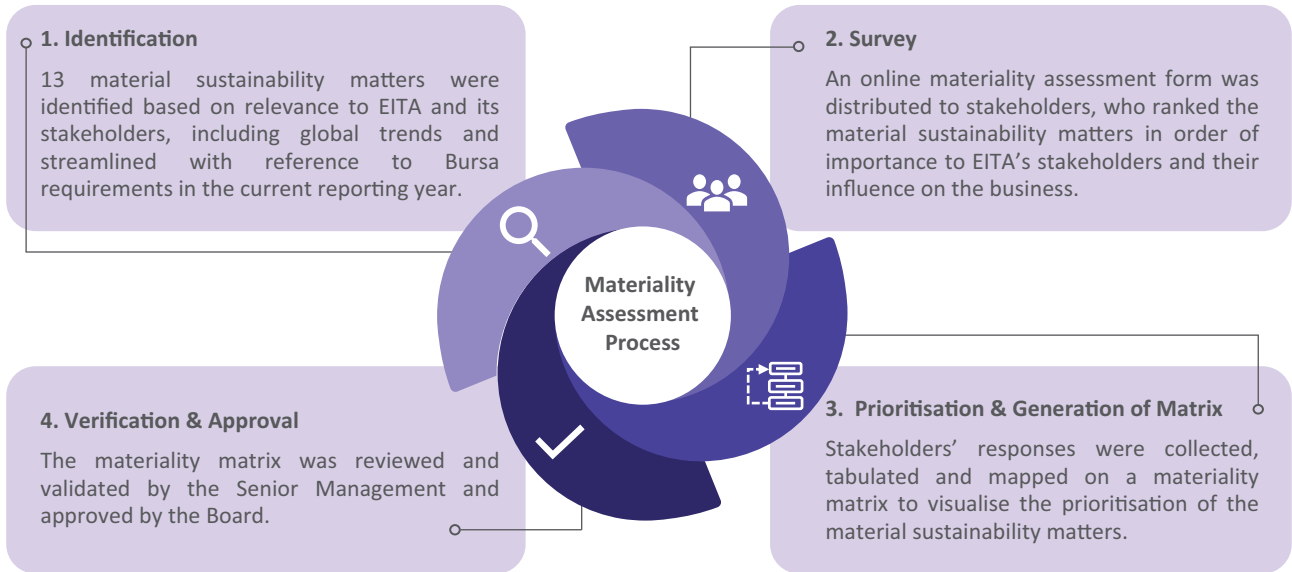 1. Identification
13 material sustainability matters were
identified based on relevance to EITA and its
stakeholders, including global trends and
streamlined with reference to Bursa
requirements in the current reporting year.
2. Survey
An online materiality assessment form was
distributed to stakeholders, who ranked the
material sustainability matters in order of
importance to EITA’s stakeholders and their
influence on the business.
Materiality
Assessment
Process
3. Prioritisation & Generation of Matrix
Stakeholders’ responses were collected,
tabulated and mapped on a materiality
matrix to visualise the prioritisation of the
material sustainability matters.
4. Verification & Approval
The materiality matrix was reviewed and
validated by the Senior Management and
approved by the Board.